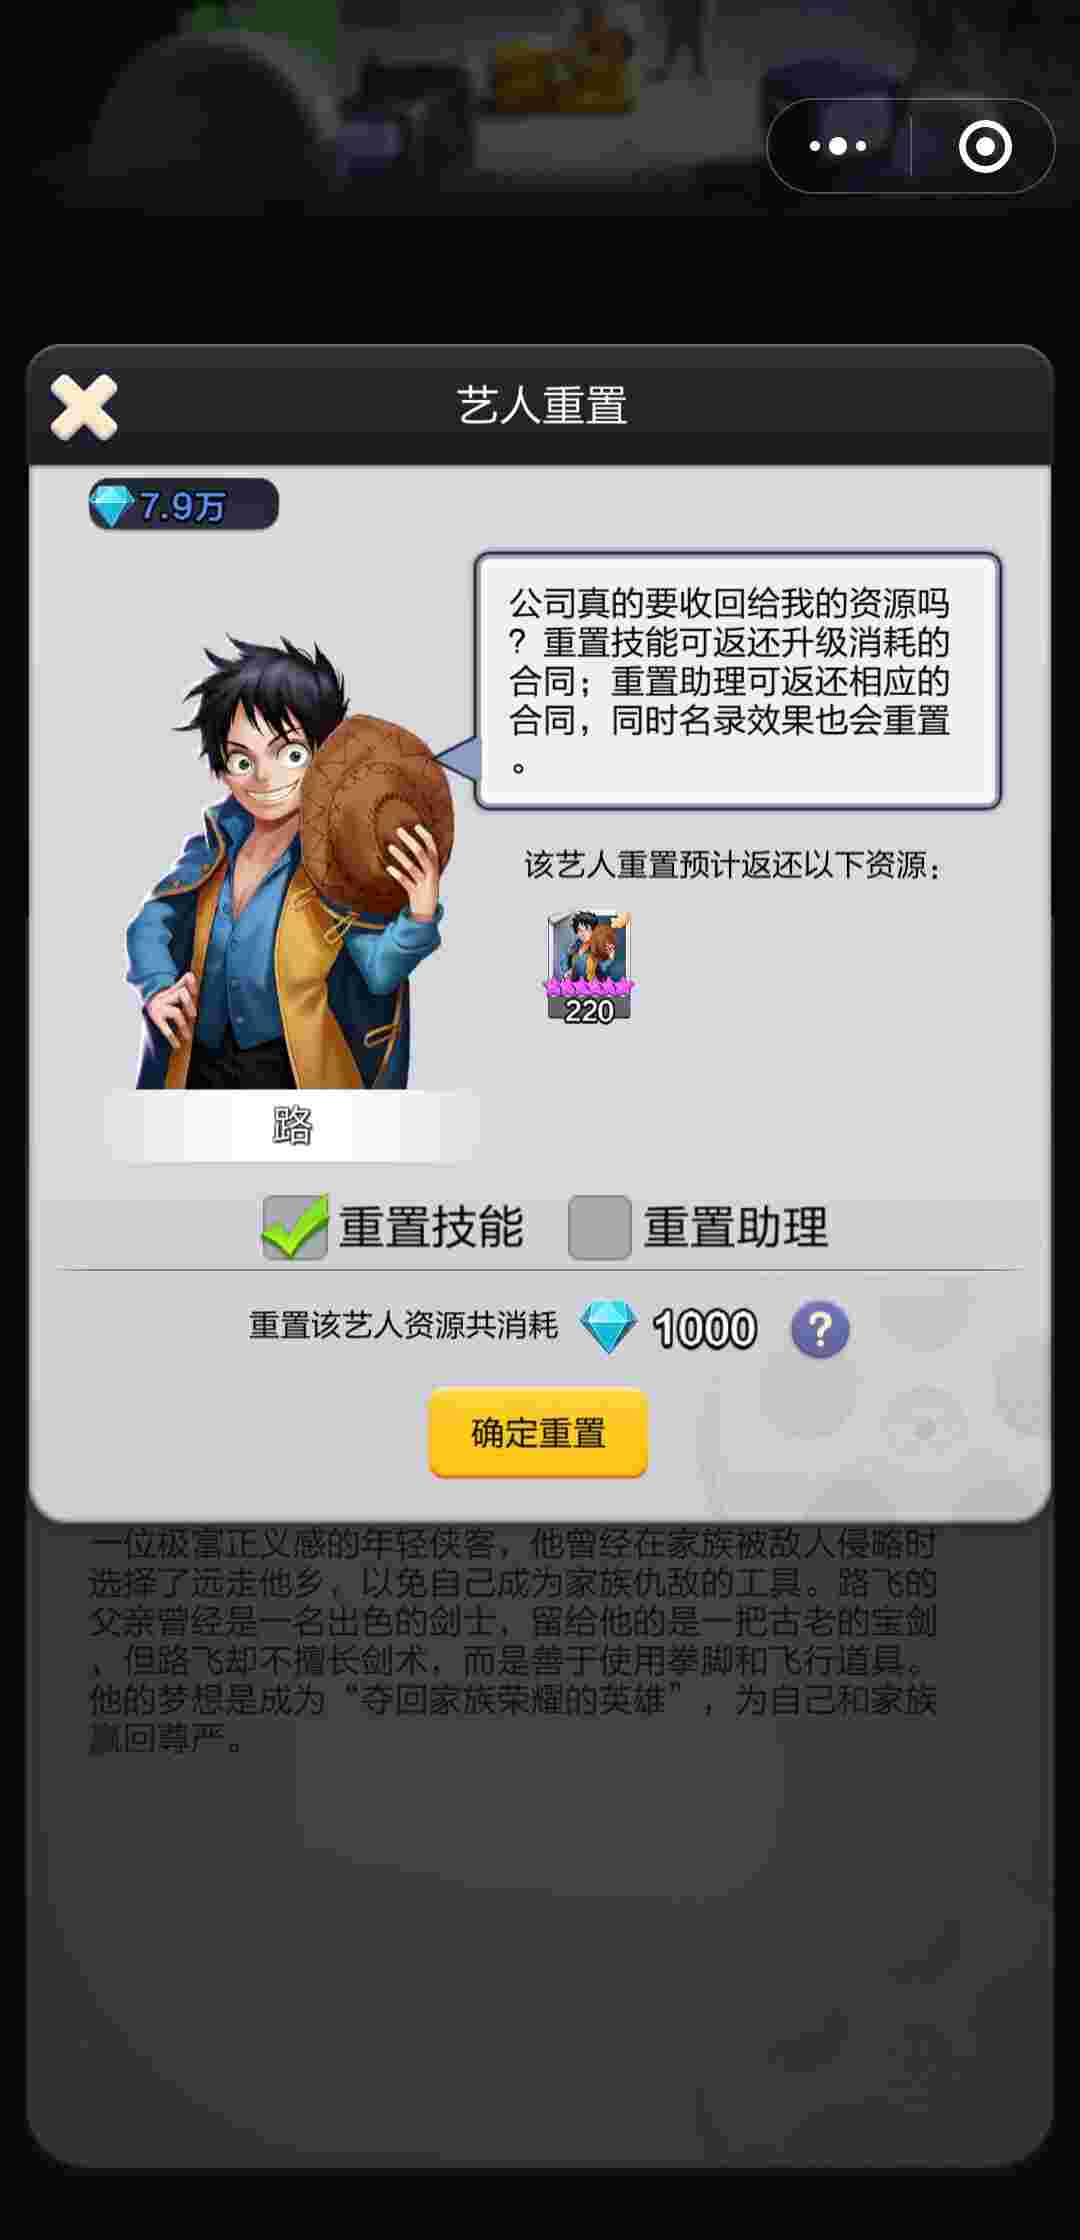 艺人重置
7.9万
公司真的要收回给我的资源吗
？重置技能可返还升级消耗的
合同；重置助理可返还相应的
合同，同时名录效果也会重置
。
该艺人重置预计返还以下资源：
220
路
重置技能 重置助理
重置该艺人资源共消耗 1000 ?
确定重置
一位极富正义感的年轻侠客，他曾经在家族被敌人侵略时
选择了远走他乡，以免自己成为家族仇敌的工具。路飞的
父亲曾经是一名出色的剑士，留给他的是一把古老的宝剑
，但路飞却不擅长剑术，而是善于使用拳脚和飞行道具。
他的梦想是成为“夺回家族荣耀的英雄”，为自己和家族
赢回尊严。